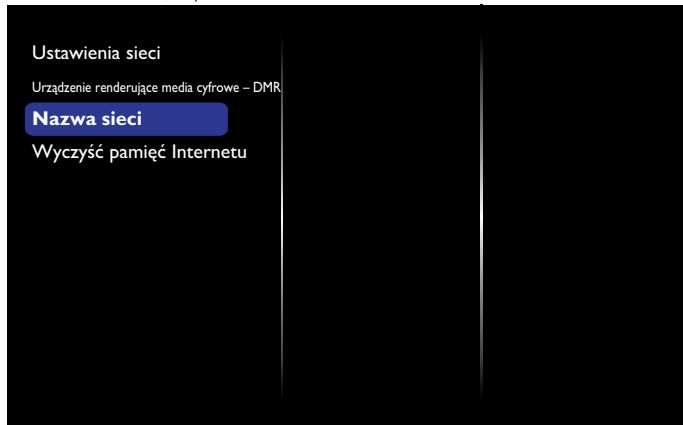 Ustawienia sieci
Urządzenie renderujące media cyfrowe – DMR
Nazwa sieci
Wyczyść pamięć Internetu